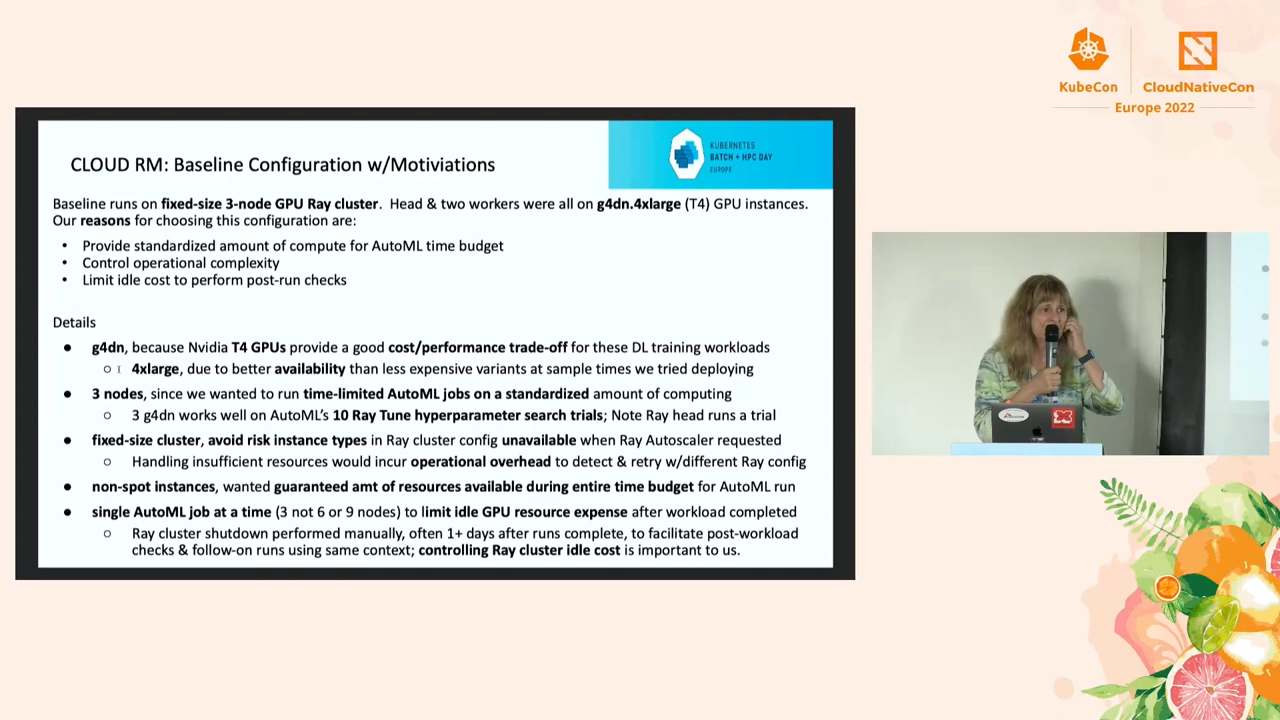 KubeCon
CloudNativeCon
Europe 2022
KUBERNETES
BATCH + HPC DAY
EUROPE
CLOUD RM: Baseline Configuration w/Motiviations
Baseline runs on fixed-size 3-node GPU Ray cluster. Head & two workers were all on g4dn.4xlarge (T4) GPU instances.
Our reasons for choosing this configuration are:
• Provide standardized amount of compute for AutoML time budget
• Control operational complexity
• Limit idle cost to perform post-run checks
Details
● g4dn, because Nvidia T4 GPUs provide a good cost/performance trade-off for these DL training workloads
○ 4xlarge, due to better availability than less expensive variants at sample times we tried deploying
● 3 nodes, since we wanted to run time-limited AutoML jobs on a standardized amount of computing
○ 3 g4dn works well on AutoML's 10 Ray Tune hyperparameter search trials; Note Ray head runs a trial
● fixed-size cluster, avoid risk instance types in Ray cluster config unavailable when Ray Autoscaler requested
○ Handling insufficient resources would incur operational overhead to detect & retry w/different Ray config
● non-spot instances, wanted guaranteed amt of resources available during entire time budget for AutoML run
● single AutoML job at a time (3 not 6 or 9 nodes) to limit idle GPU resource expense after workload completed
○ Ray cluster shutdown performed manually, often 1+ days after runs complete, to facilitate post-workload
checks & follow-on runs using same context; controlling Ray cluster idle cost is important to us.